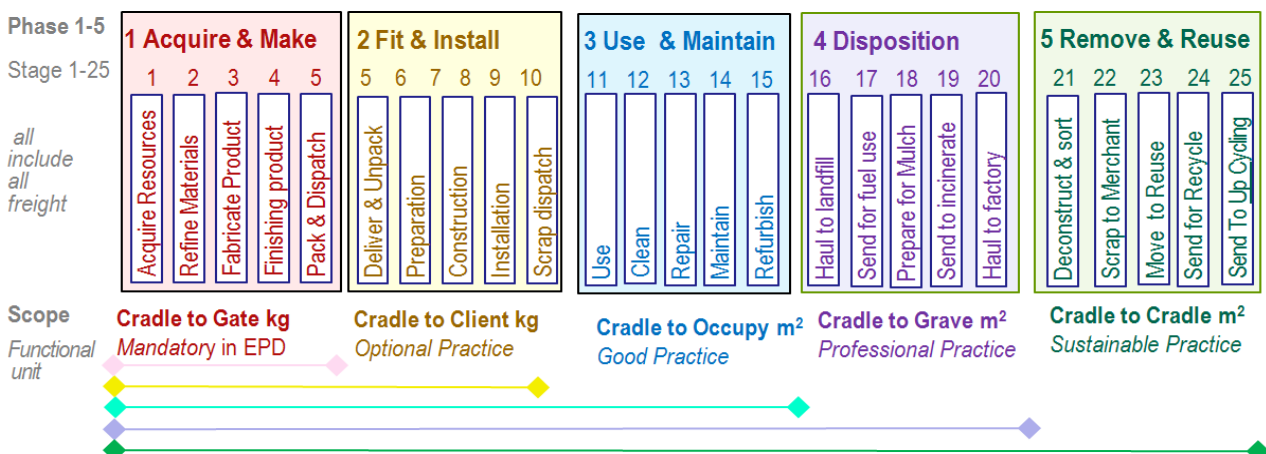 Phase 1-5
1 Acquire & Make
2 Fit & Install
3 Use & Maintain
4 Disposition
5 Remove & Reuse
Stage 1-25
1 2 3 4 5
5 6 7 8 9 10
11 12 13 14 15
16 17 18 19 20
21 22 23 24 25
all
include
all
freight
Acquire Resources
Refine Materials
Fabricate Product
Finishing product
Pack & Dispatch
Deliver & Unpack
Preparation
Construction
Installation
Scrap dispatch
Use
Clean
Repair
Maintain
Refurbish
Haul to landfill
Send for fuel use
Prepare for Mulch
Send to incinerate
Haul to factory
Deconstruct & sort
Scrap to Merchant
Move to Reuse
Send for Recycle
Send To Up Cycling
Scope
Functional
unit
Cradle to Gate kg
Mandatory in EPD
Cradle to Client kg
Optional Practice
Cradle to Occupy m²
Good Practice
Cradle to Grave m²
Professional Practice
Cradle to Cradle m²
Sustainable Practice